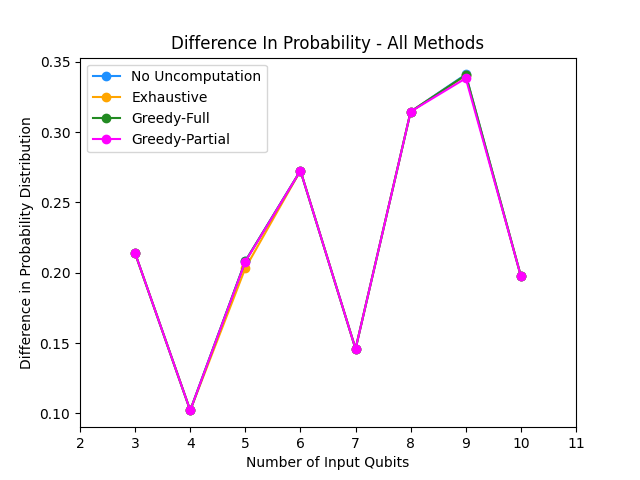 Difference In Probability - All Methods
No Uncomputation
Exhaustive
Greedy-Full
Greedy-Partial
Difference in Probability Distribution
0.35
0.30
0.25
0.20
0.15
0.10
2 3 4 5 6 7 8 9 10 11
Number of Input Qubits